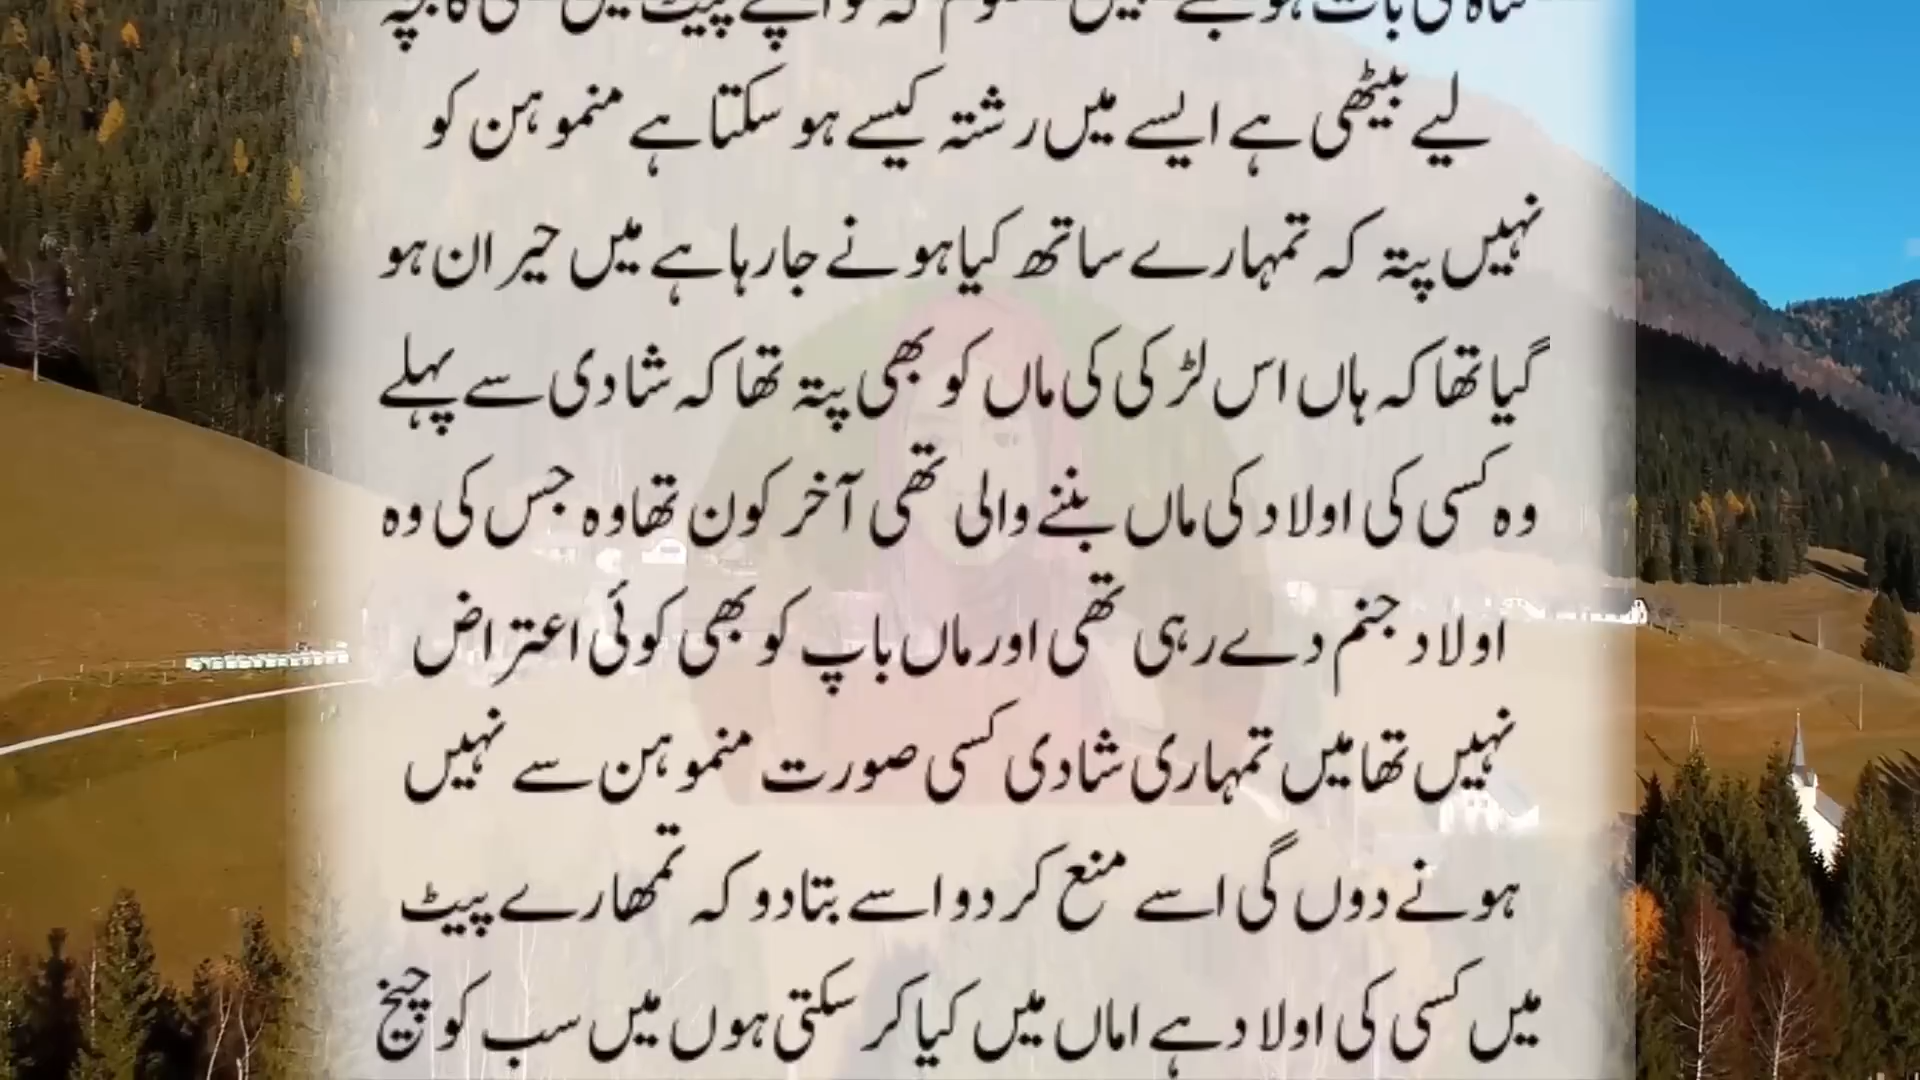 لیے بیٹھی ہے ایسے میں رشتہ کیسے ہو سکتا ہے منموہن کو
نہیں پتہ کہ تمہارے ساتھ کیا ہونے جا رہا ہے میں حیران ہو
گیا تھا کہ ہاں اس لڑکی کی ماں کو بھی پتہ تھا کہ شادی سے پہلے
وہ کسی کی اولاد کی ماں بننے والی تھی آخر کون تھا وہ جس کی وہ
اولاد جنم دے رہی تھی اور ماں باپ کو بھی کوئی اعتراض
نہیں تھا میں تمہاری شادی کسی صورت منموہن سے نہیں
ہونے دوں گی اسے منع کر دو اسے بتا دو کہ تمھارے پیٹ
میں کسی کی اولاد ہے اماں میں کیا کر سکتی ہوں میں سب کو چیخ